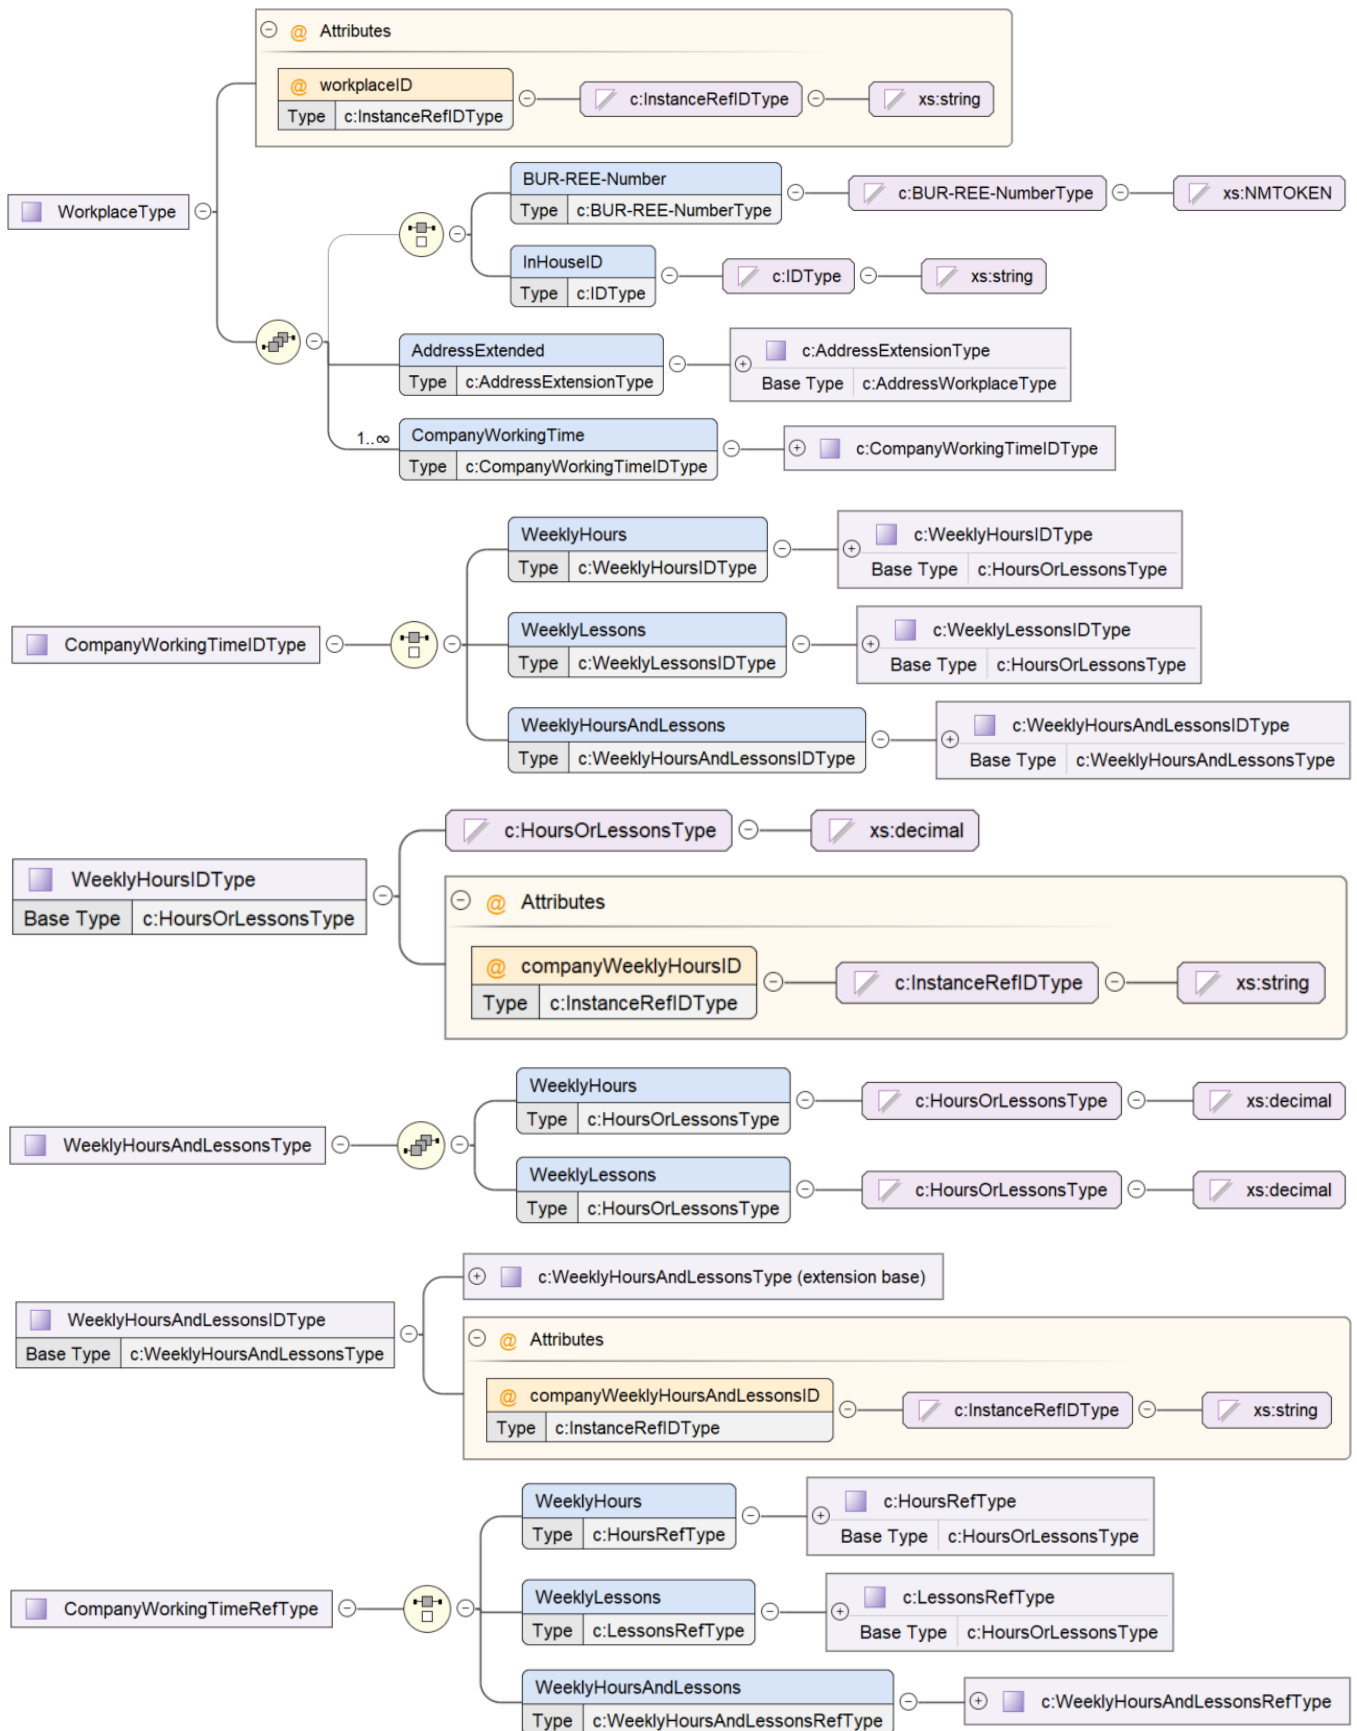 @ Attributes
@ workplaceID
Type c:InstanceRefIDType
c:InstanceRefIDType
xs:string
WorkplaceType
BUR-REE-Number
Type c:BUR-REE-NumberType
c:BUR-REE-NumberType
xs:NMTOKEN
InHouseID
Type c:IDType
c:IDType
xs:string
AddressExtended
Type c:AddressExtensionType
c:AddressExtensionType
Base Type c:AddressWorkplaceType
1..∞
CompanyWorkingTime
Type c:CompanyWorkingTimeIDType
c:CompanyWorkingTimeIDType
CompanyWorkingTimeIDType
WeeklyHours
Type c:WeeklyHoursIDType
c:WeeklyHoursIDType
Base Type c:HoursOrLessonsType
WeeklyLessons
Type c:WeeklyLessonsIDType
c:WeeklyLessonsIDType
Base Type c:HoursOrLessonsType
WeeklyHoursAndLessons
Type c:WeeklyHoursAndLessonsIDType
c:WeeklyHoursAndLessonsIDType
Base Type c:WeeklyHoursAndLessonsType
WeeklyHoursIDType
Base Type c:HoursOrLessonsType
c:HoursOrLessonsType
xs:decimal
@ Attributes
@ companyWeeklyHoursID
Type c:InstanceRefIDType
c:InstanceRefIDType
xs:string
WeeklyHoursAndLessonsType
WeeklyHours
Type c:HoursOrLessonsType
c:HoursOrLessonsType
xs:decimal
WeeklyLessons
Type c:HoursOrLessonsType
c:HoursOrLessonsType
xs:decimal
WeeklyHoursAndLessonsIDType
Base Type c:WeeklyHoursAndLessonsType
c:WeeklyHoursAndLessonsType (extension base)
@ Attributes
@ companyWeeklyHoursAndLessonsID
Type c:InstanceRefIDType
c:InstanceRefIDType
xs:string
CompanyWorkingTimeRefType
WeeklyHours
Type c:HoursRefType
c:HoursRefType
Base Type c:HoursOrLessonsType
WeeklyLessons
Type c:LessonsRefType
c:LessonsRefType
Base Type c:HoursOrLessonsType
WeeklyHoursAndLessons
Type c:WeeklyHoursAndLessonsRefType
c:WeeklyHoursAndLessonsRefType